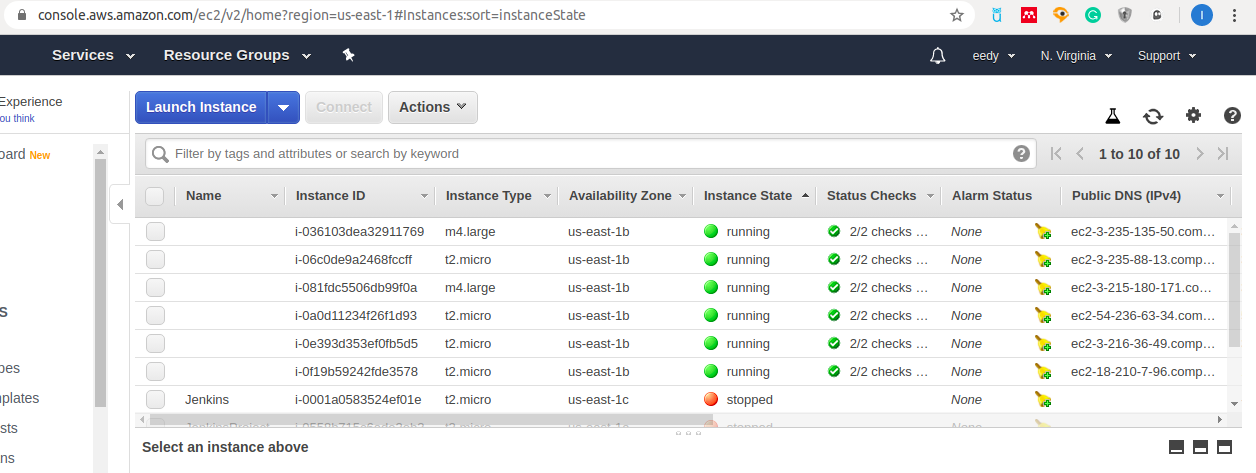 console.aws.amazon.com/ec2/v2/home?region=us-east-1#Instances:sort=instanceState
I
Services Resource Groups eedy N. Virginia Support
Experience
ou think
oard New
S
pes
mplates
sts
ns
Launch Instance Connect Actions
Filter by tags and attributes or search by keyword 1 to 10 of 10
Name Instance ID Instance Type Availability Zone Instance State Status Checks Alarm Status Public DNS (IPv4)
i-036103dea32911769 m4.large us-east-1b running 2/2 checks … None ec2-3-235-135-50.com…
i-06c0de9a2468fccff t2.micro us-east-1b running 2/2 checks … None ec2-3-235-88-13.comp…
i-081fdc5506db99f0a m4.large us-east-1b running 2/2 checks … None ec2-3-215-180-171.co…
i-0a0d11234f26f1d93 t2.micro us-east-1b running 2/2 checks … None ec2-54-236-63-34.com…
i-0e393d353ef0fb5d5 t2.micro us-east-1b running 2/2 checks … None ec2-3-216-36-49.com…
i-0f19b59242fde3578 t2.micro us-east-1b running 2/2 checks … None ec2-18-210-7-96.comp…
Jenkins i-0001a0583524ef01e t2.micro us-east-1c stopped None
JenkinsProject t2.micro stopped None
Select an instance above